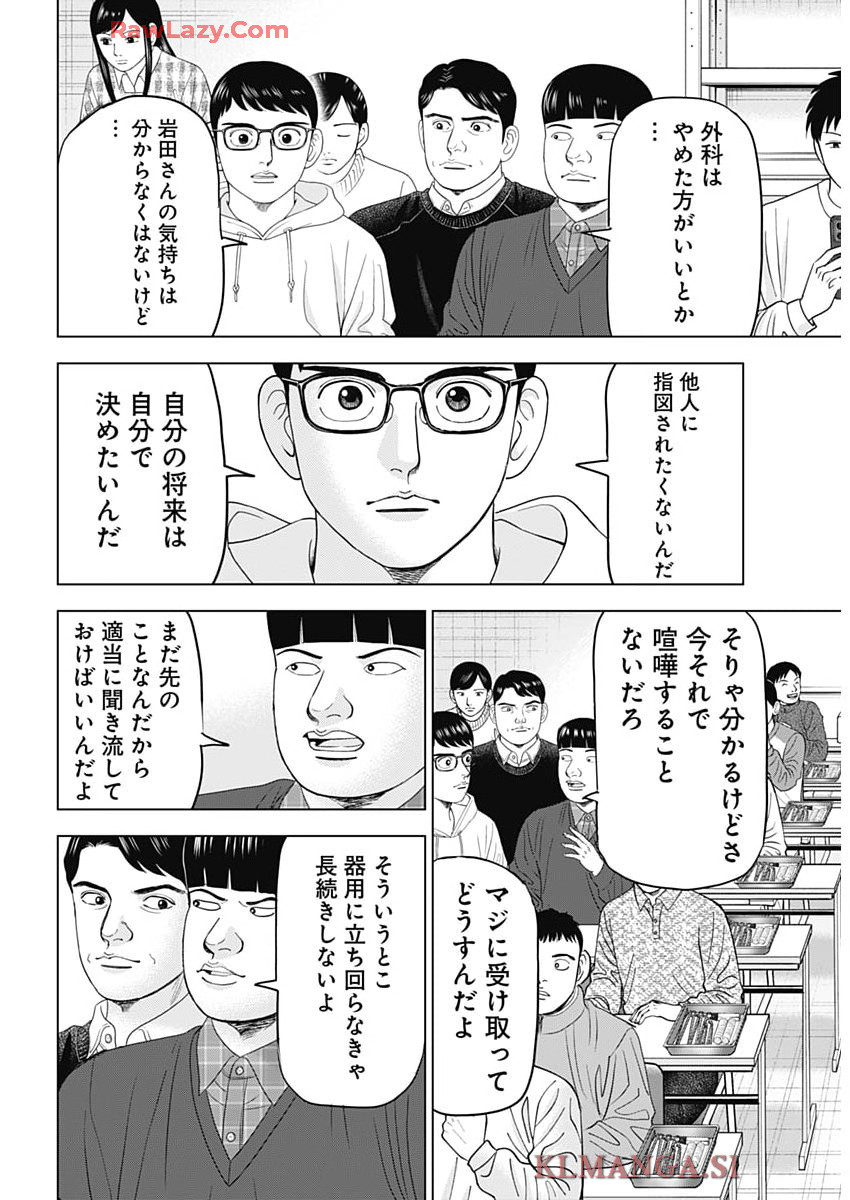 RawLazy.Com
外科は
やめた方がいいとか
…
岩田さんの気持ちは
分からなくはないけど
…
他人に
指図されたくないんだ
自分の将来は
自分で
決めたいんだ
そりゃ分かるけどさ
今それで
喧嘩すること
ないだろ
マジに受け取って
どうすんだよ
まだ先の
ことなんだから
適当に聞き流して
おけばいいんだよ
そういうとこ
器用に立ち回らなきゃ
長続きしないよ
KLMANGA.SI